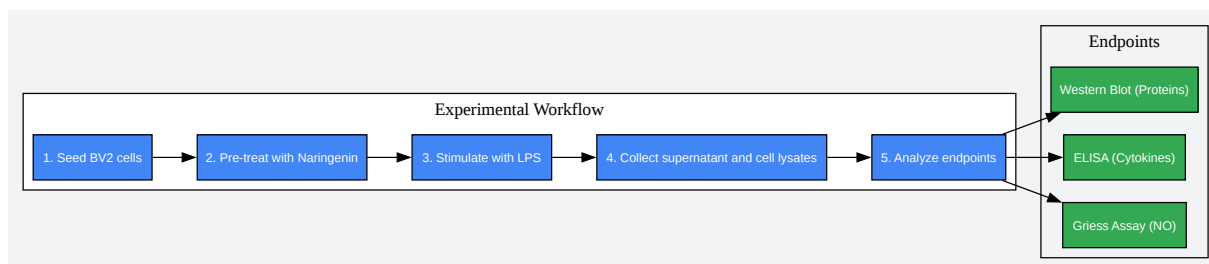 Experimental Workflow
1. Seed BV2 cells
2. Pre-treat with Naringenin
3. Stimulate with LPS
4. Collect supernatant and cell lysates
5. Analyze endpoints
Endpoints
Western Blot (Proteins)
ELISA (Cytokines)
Griess Assay (NO)